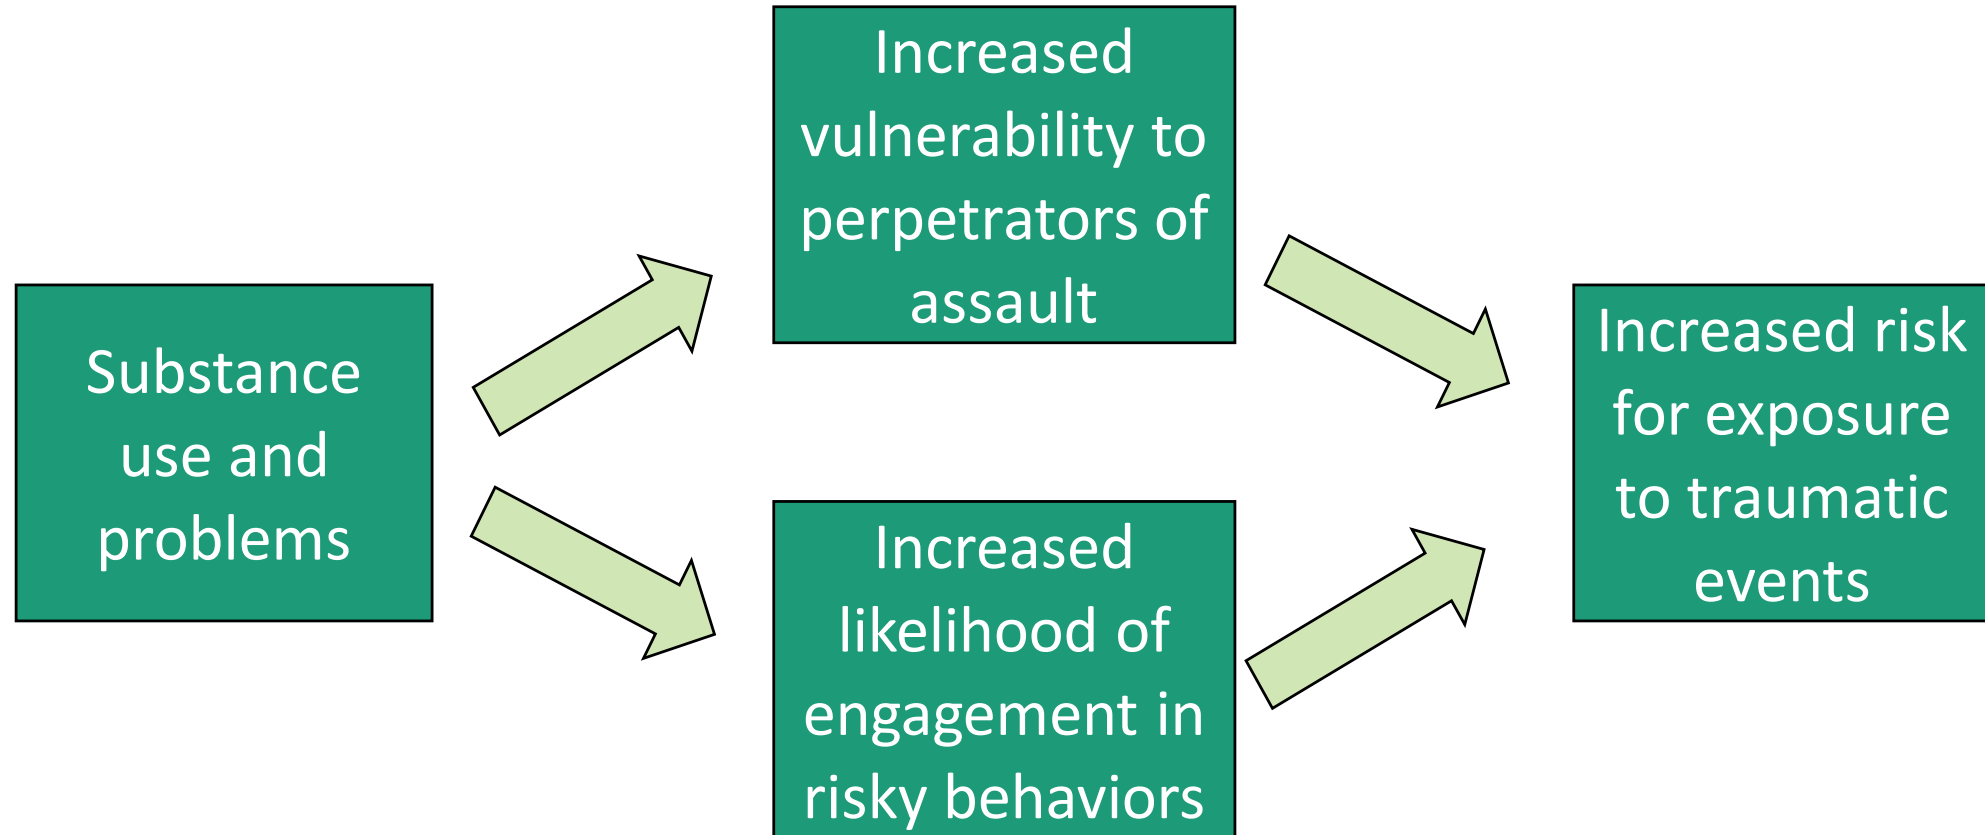 Substance
use and
problems
Increased
vulnerability to
perpetrators of
assault
Increased
likelihood of
engagement in
risky behaviors
Increased risk
for exposure
to traumatic
events